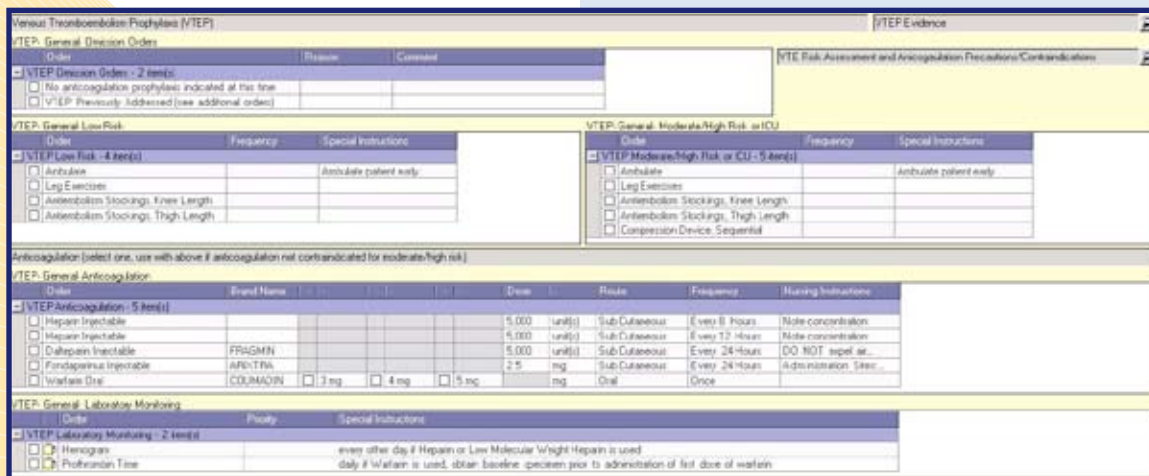 Venous Thromboembolism Prophylaxis (VTEP)
VTEP Evidence
VTEP- General Omission Orders
Order Reason Comment
VTEP Omission Orders - 2 item(s)
No anticoagulation prophylaxis indicated at this time
VTEP Previously Addressed (see additional orders)
VTE Risk Assessment and Anticoagulation Precautions/Contraindications
VTEP- General Low Risk
Order Frequency Special Instructions
VTEP Low Risk - 4 item(s)
Ambulate Ambulate patient early
Leg Exercises
Antiembolism Stockings, Knee Length
Antiembolism Stockings, Thigh Length
VTEP- General- Moderate/High Risk or ICU
Order Frequency Special Instructions
VTEP Moderate/High Risk or ICU - 5 item(s)
Ambulate Ambulate patient early
Leg Exercises
Antiembolism Stockings, Knee Length
Antiembolism Stockings, Thigh Length
Compression Device, Sequential
Anticoagulation (select one, use with above if anticoagulation not contraindicated for moderate/high risk)
VTEP- General Anticoagulation
Order Brand Name Dose Route Frequency Nursing Instructions
VTEP Anticoagulation - 5 item(s)
Heparin Injectable 5,000 unit(s) SubCutaneous Every 8 Hours Note concentration
Heparin Injectable 5,000 unit(s) SubCutaneous Every 12 Hours Note concentration
Dalteparin Injectable FRAGMIN 5,000 unit(s) SubCutaneous Every 24 Hours DO NOT expel air...
Fondaparinux Injectable ARIXTRA 2.5 mg SubCutaneous Every 24 Hours Administration Sites:...
Warfarin Oral COUMADIN 3 mg 4 mg 5 mg mg Oral Once
VTEP- General- Laboratory Monitoring
Order Priority Special Instructions
VTEP Laboratory Monitoring - 2 item(s)
Hemogram every other day if Heparin or Low Molecular Weight Heparin is used
Prothrombin Time daily if Warfarin is used, obtain baseline specimen prior to administration of first dose of warfarin